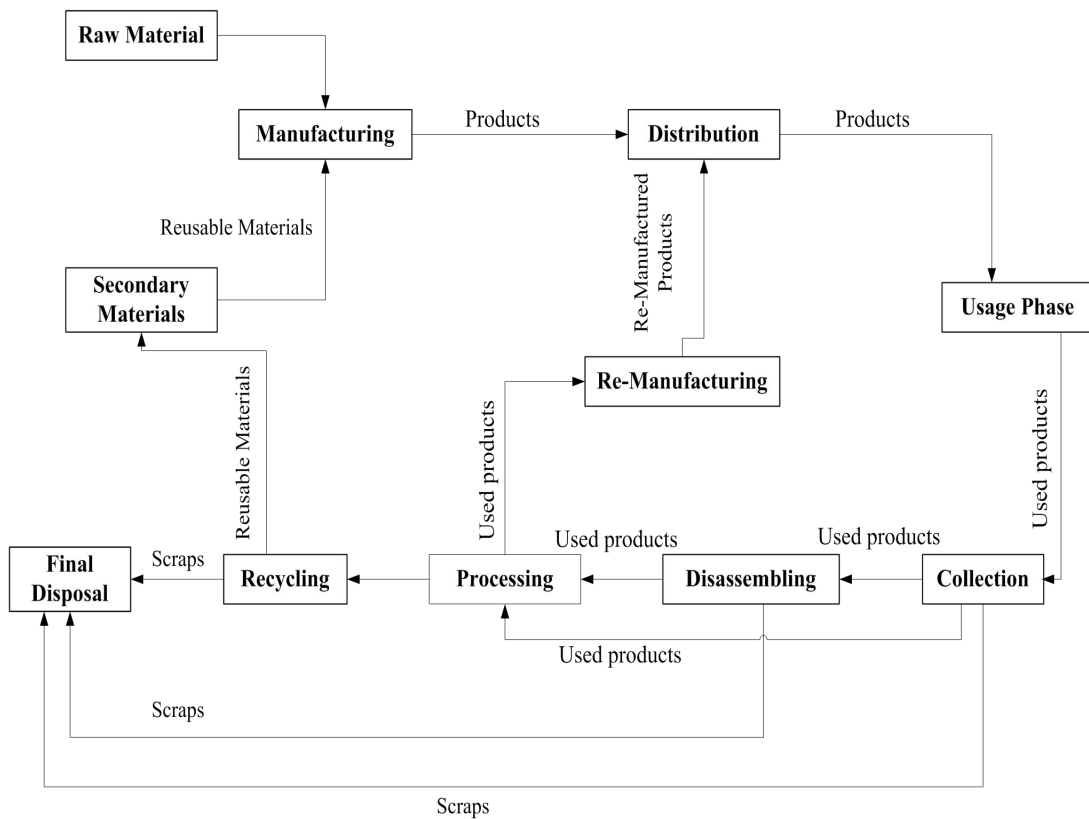 Raw Material
Manufacturing
Products
Distribution
Products
Reusable Materials
Re-Manufactured
Products
Secondary
Materials
Usage Phase
Re-Manufacturing
Reusable Materials
Used products
Used products
Used products
Used products
Scraps
Final
Disposal
Recycling
Processing
Disassembling
Collection
Used products
Scraps
Scraps